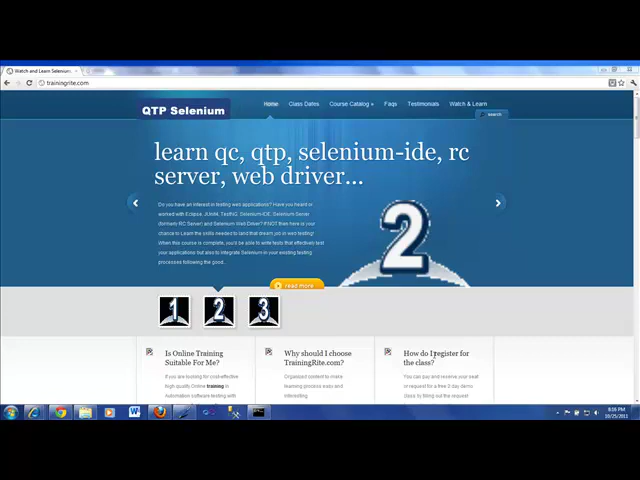 Watch and Learn Selenium
trainingrite.com
QTP Selenium
Home Class Dates Course Catalog » Faqs Testimonials Watch & Learn
search
learn qc, qtp, selenium-ide, rc
server, web driver...
Do you have an interest in testing web applications? Have you heard or
worked with Eclipse, JUnit, TestNG, Selenium-IDE, Selenium Server
(formerly RC Server) and Selenium Web Driver? If NOT then here is your
chance to Learn the skills needed to land that dream job in web testing!
When this course is complete, you'll be able to write tests that effectively test
your applications but also to integrate Selenium in your existing testing
processes following the good...
2
read more
1 2 3
Is Online Training
Suitable For Me?
If you are looking for cost-effective
high quality Online training in
Automation software testing with
Why should I choose
TrainingRite.com?
Organized content to make
learning process easy and
interesting.
How do I register for
the class?
You can pay and reserve your seat
or request for a free 2 day demo
class by filling out the request
8:06 PM
10/25/2011